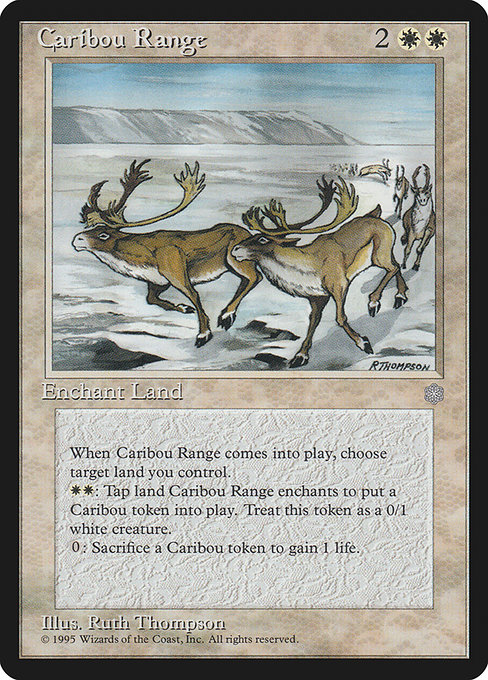 Caribou Range 2
R THOMPSON
Enchant Land
When Caribou Range comes into play, choose
target land you control.
: Tap land Caribou Range enchants to put a
Caribou token into play. Treat this token as a 0/1
white creature.
0: Sacrifice a Caribou token to gain 1 life.
Illus. Ruth Thompson
© 1995 Wizards of the Coast, Inc. All rights reserved.